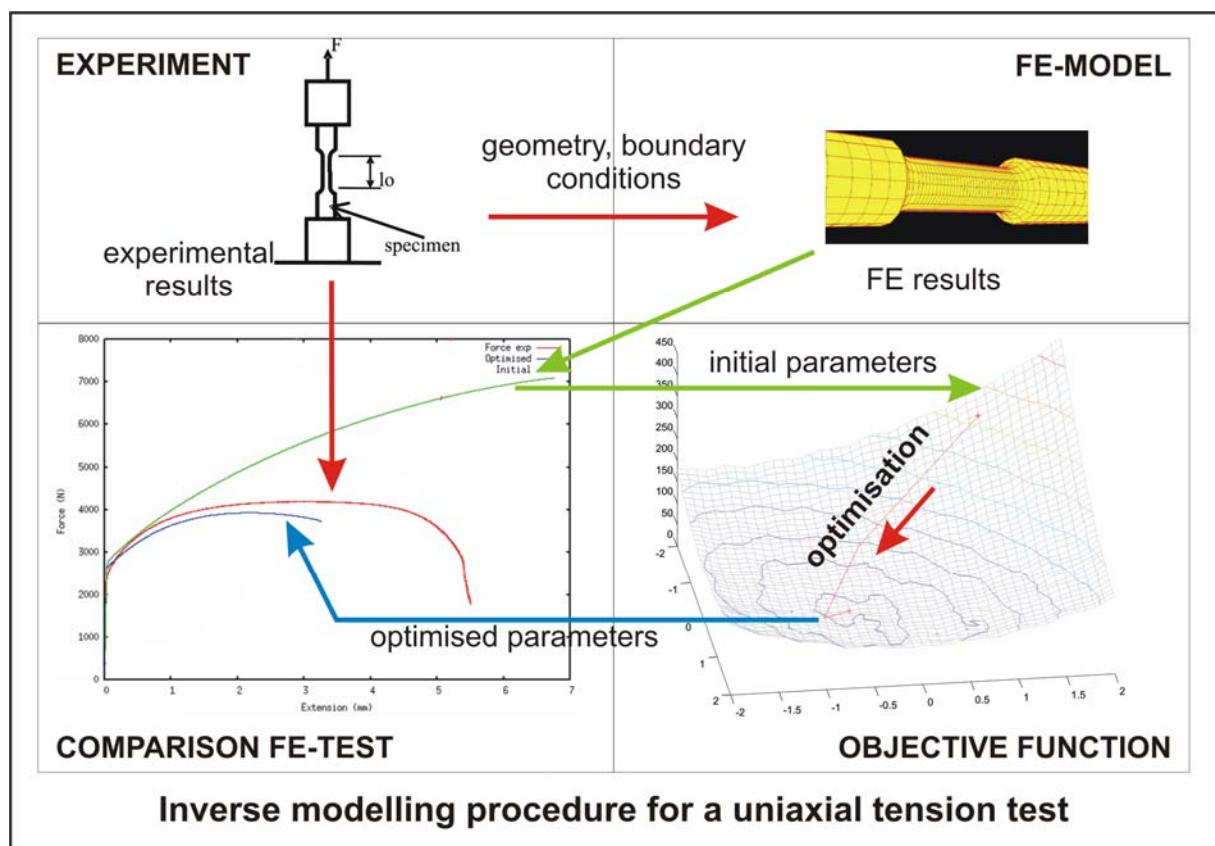 EXPERIMENT
F
lo
specimen
experimental
results
geometry, boundary
conditions
FE-MODEL
FE results
8000
7000
6000
5000
4000
3000
2000
1000
0
Force (N)
Force exp
Optimised
Initial
0 1 2 3 4 5 6 7
Extension (mm)
optimised parameters
COMPARISON FE-TEST
initial parameters
450
400
350
300
250
200
150
100
50
0
-2
-1
0
1
2
-2 -1.5 -1 -0.5 0 0.5 1 1.5 2
optimisation
OBJECTIVE FUNCTION
Inverse modelling procedure for a uniaxial tension test